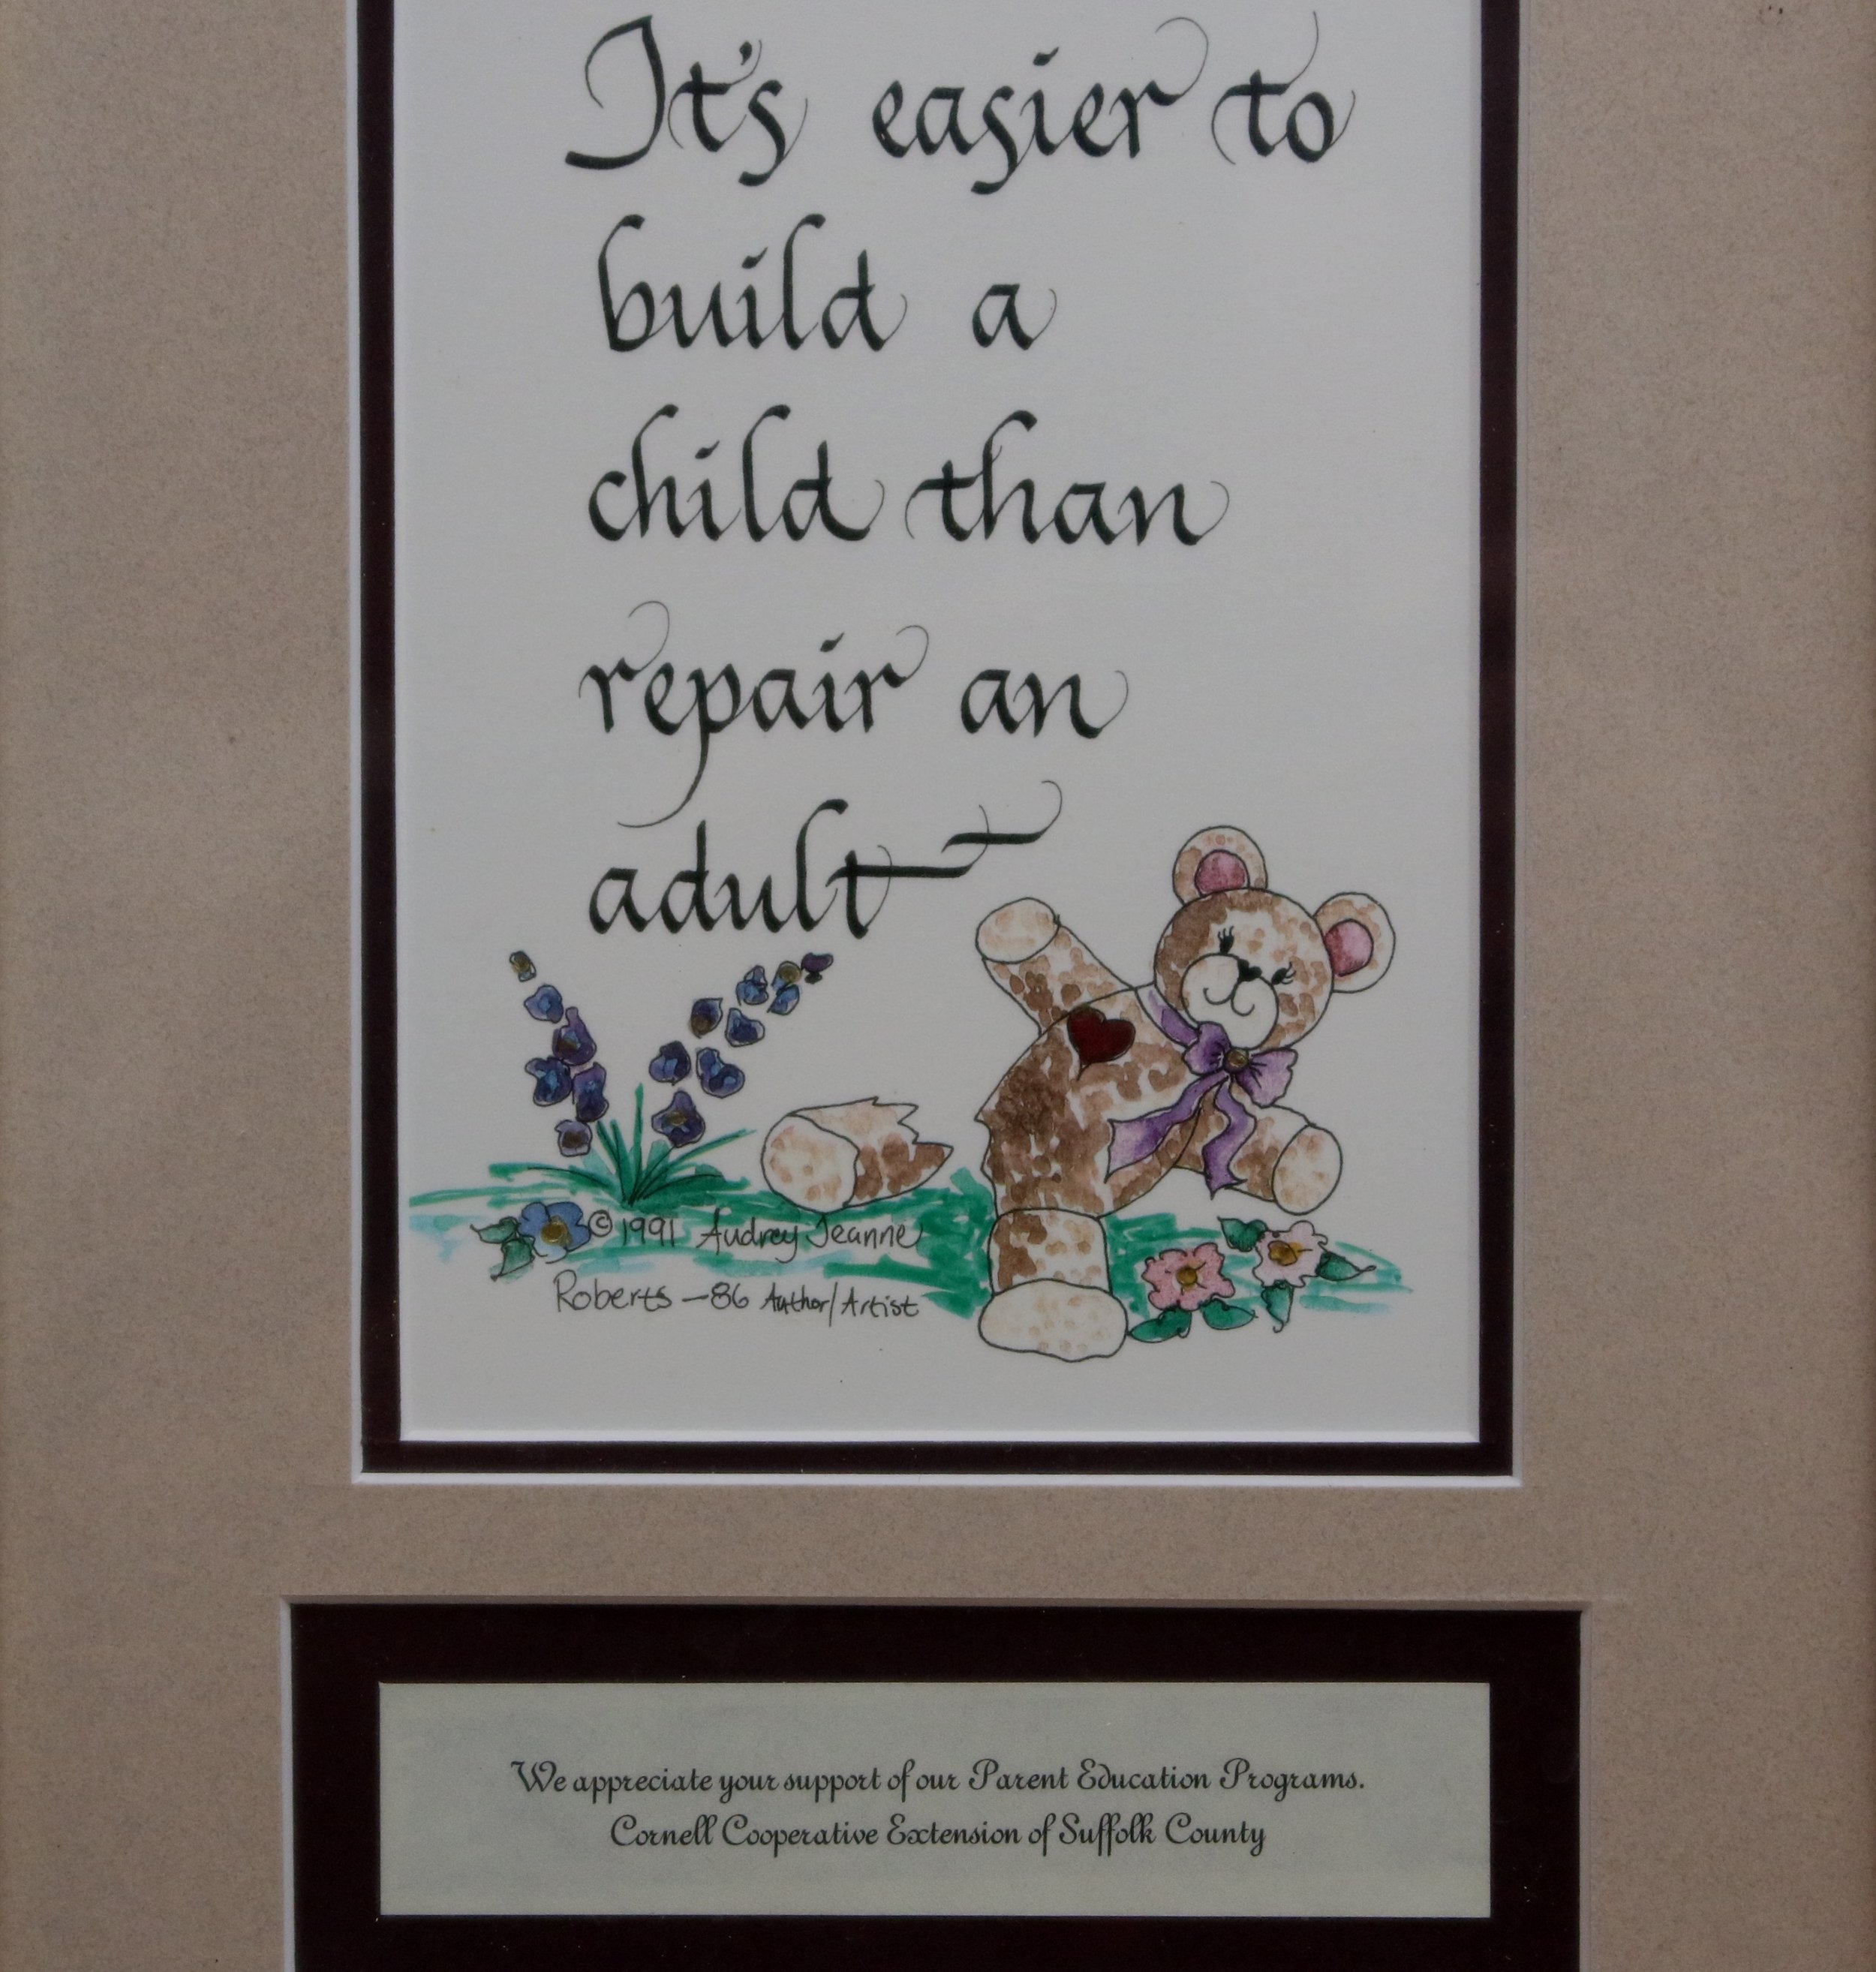 It's easier to
build a
child than
repair an
adult
©1991 Audrey Jeanne
Roberts -86 Author/Artist
We appreciate your support of our Parent Education Programs.
Cornell Cooperative Extension of Suffolk County